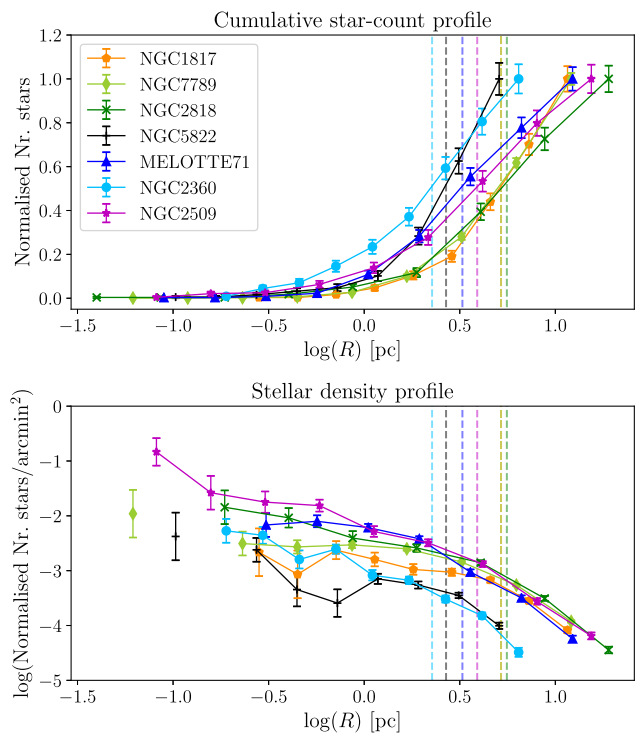 Cumulative star-count profile
Normalised Nr. stars
1.2
1.0
0.8
0.6
0.4
0.2
0.0
NGC1817
NGC7789
NGC2818
NGC5822
MELOTTE71
NGC2360
NGC2509
−1.5 −1.0 −0.5 0.0 0.5 1.0
log(R) [pc]
Stellar density profile
log(Normalised Nr. stars/arcmin²)
0
−1
−2
−3
−4
−5
−1.5 −1.0 −0.5 0.0 0.5 1.0
log(R) [pc]